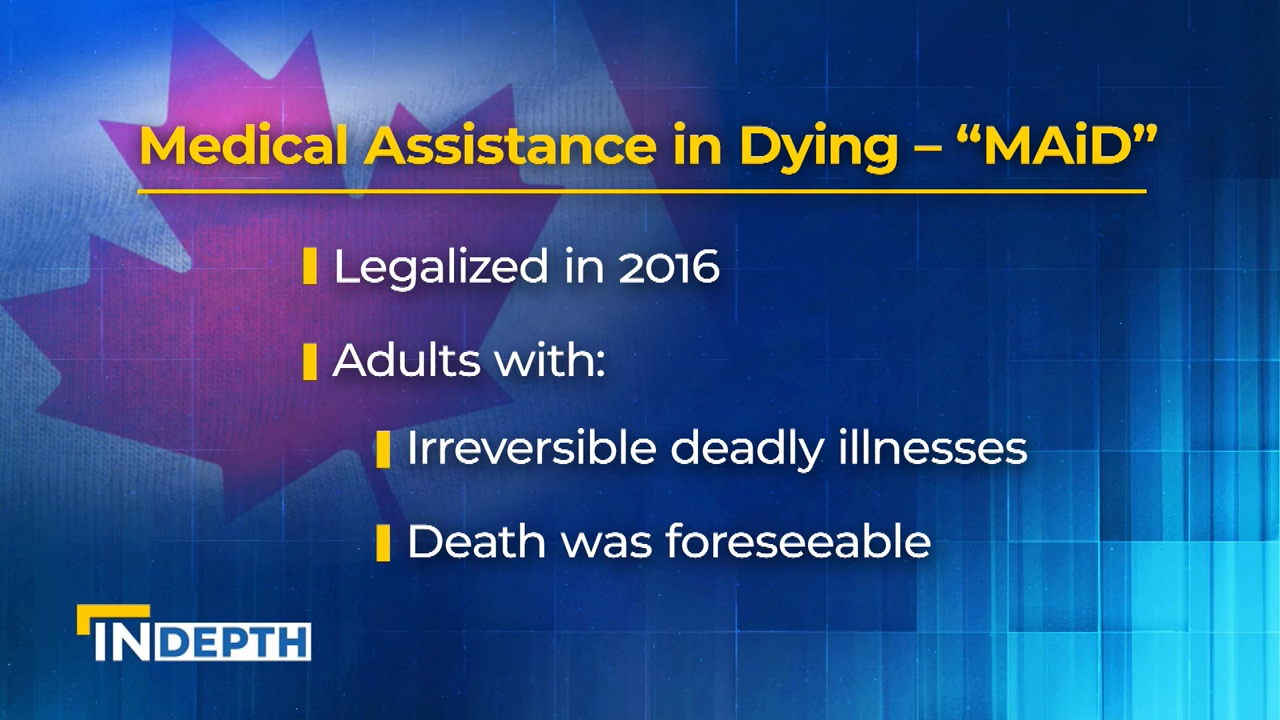 Medical Assistance in Dying – “MAiD”
Legalized in 2016
Adults with:
Irreversible deadly illnesses
Death was foreseeable
INDEPTH